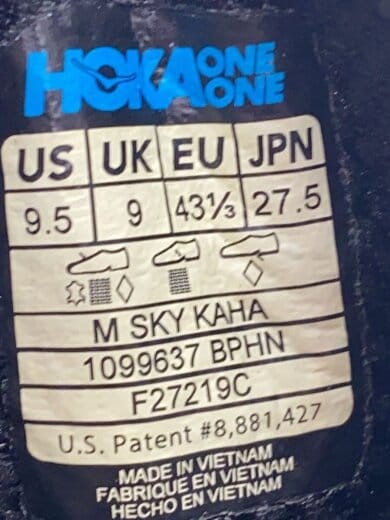 HOKA ONE ONE
US UK EU JPN
9.5 9 43⅓ 27.5
M SKY KAHA
1099637 BPHN
F27219C
U.S. Patent #8,881,427
MADE IN VIETNAM
FABRIQUE EN VIETNAM
HECHO EN VIETNAM